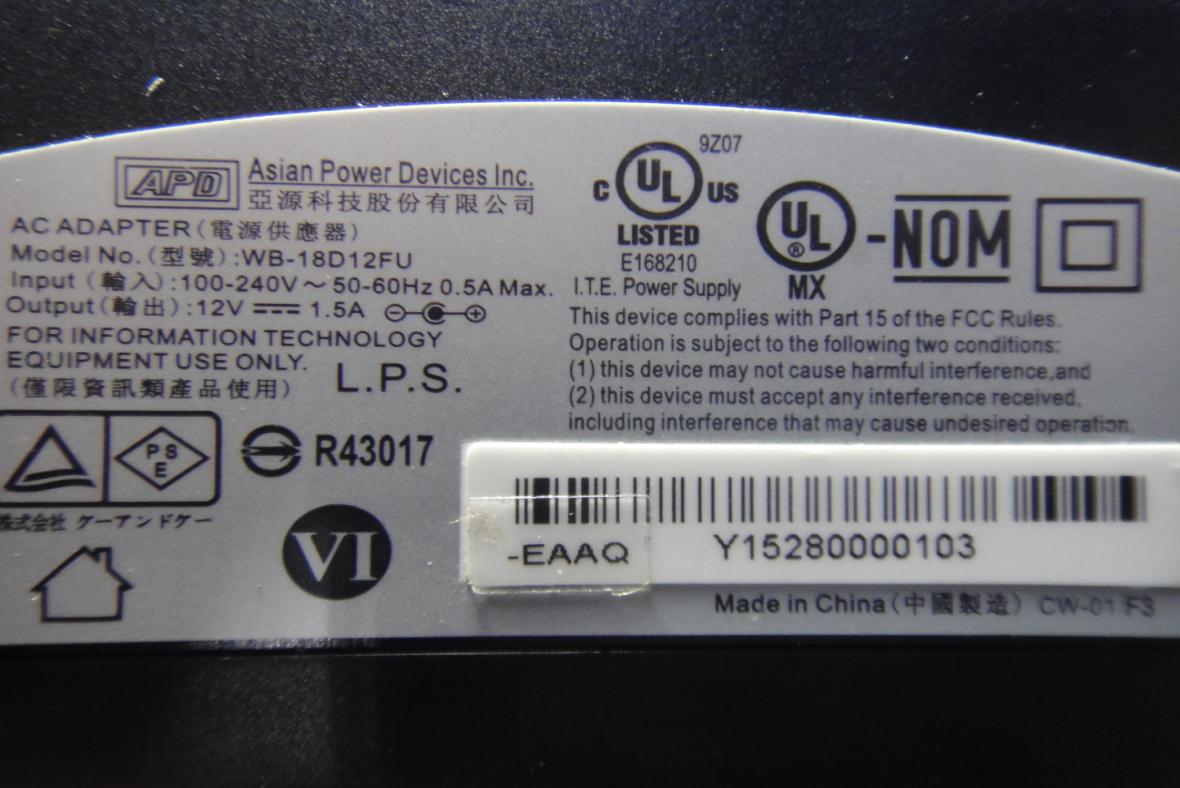 APD Asian Power Devices Inc.
亞源科技股份有限公司
AC ADAPTER (電源供應器)
Model No. (型號) :WB-18D12FU
Input (輸入) :100-240V～ 50-60Hz 0.5A Max.
Output (輸出) :12V ⎓ 1.5A ⊖ ⊕
FOR INFORMATION TECHNOLOGY
EQUIPMENT USE ONLY.
(僅限資訊類產品使用)
L.P.S.
PS
E
R43017
株式会社 ケーアンドケー
VI
9Z07
C UL US
LISTED
E168210
I.T.E. Power Supply
UL
®
MX
-NOM
This device complies with Part 15 of the FCC Rules.
Operation is subject to the following two conditions:
(1) this device may not cause harmful interference,and
(2) this device must accept any interference received,
including interference that may cause undesired operation.
-EAAQ Y15280000103
Made in China (中國製造) CW-01 F3